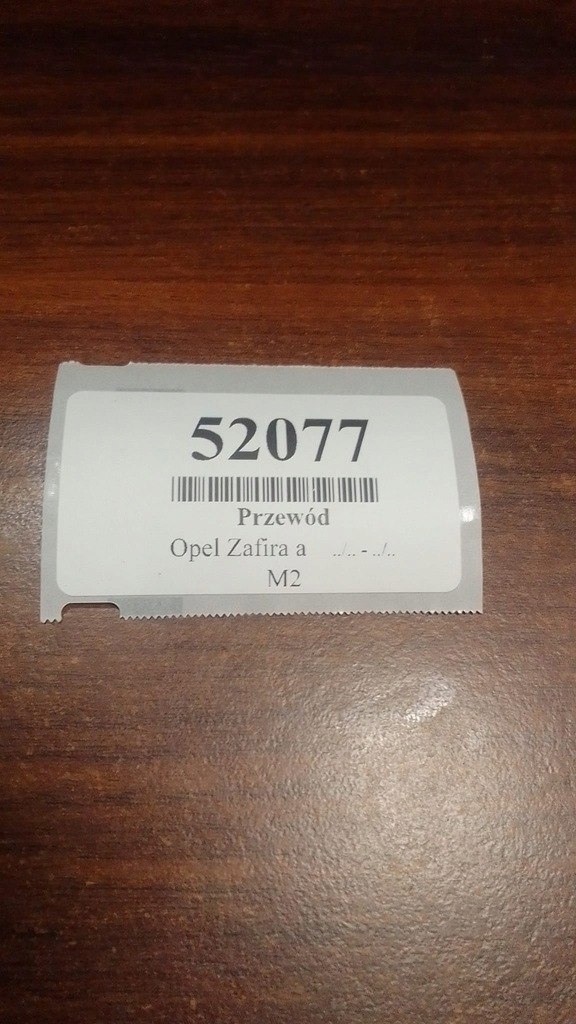 52077
Przewód
Opel Zafira a ../.. - ../..
M2